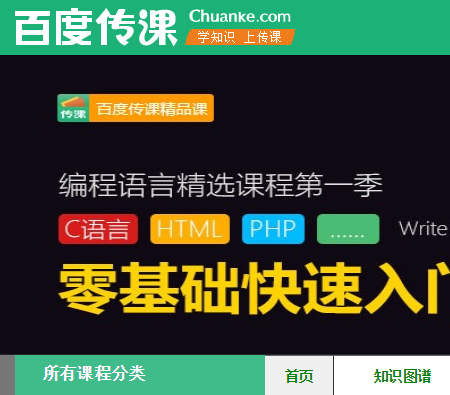 百度传课 Chuanke.com
学知识 上传课
传课 百度传课精品课
编程语言精选课程第一季
C语言 HTML PHP ...... Write
零基础快速入门
所有课程分类 首页 知识图谱